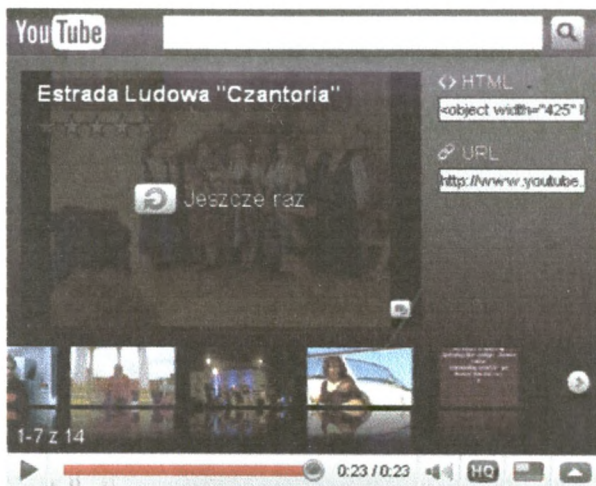 YouTube
Estrada Ludowa "Czantoria"
<> HTML
<object width="425" l
URL
http://www.youtube.
Jeszcze raz
1-7 z 14
0:23 / 0:23
HQ